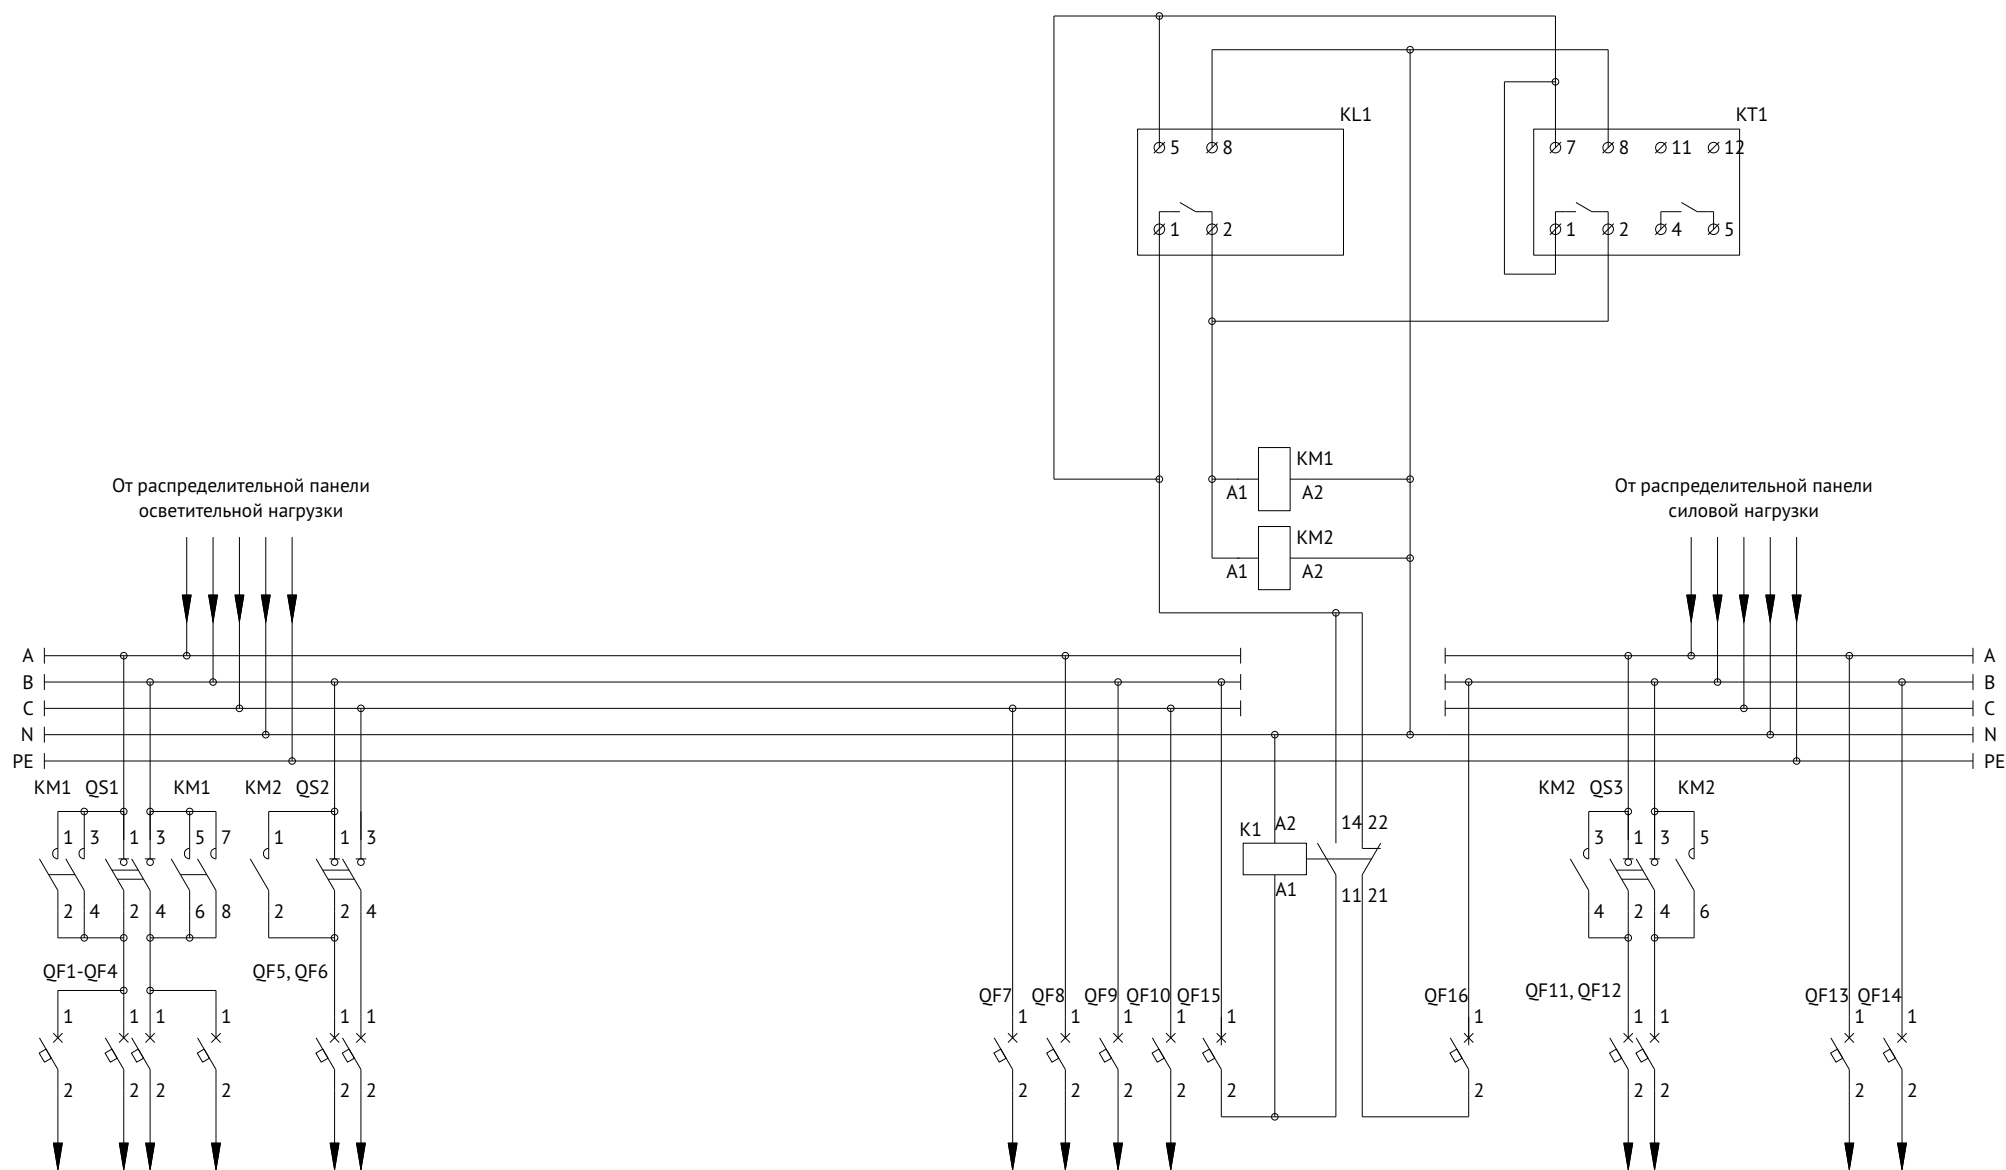 KL1 KT1
5 8 7 8 11 12
1 2 1 2 4 5
KM1
A1 A2
От распределительной панели
осветительной нагрузки
От распределительной панели
силовой нагрузки
KM2
A1 A2
A A
B B
C C
N N
PE PE
KM1 QS1 KM1 KM2 QS2 KM2 QS3 KM2
1 3 1 3 5 7 1 1 3 K1 A2 14 22 3 1 3 5
2 4 2 4 6 8 2 2 4 A1 11 21 4 2 4 6
QF1-QF4 QF5, QF6 QF7 QF8 QF9 QF10 QF15 QF16 QF11, QF12 QF13 QF14
1 1 1 1 1 1 1 1 1 1 1 1 1 1 1 1
2 2 2 2 2 2 2 2 2 2 2 2 2 2 2 2